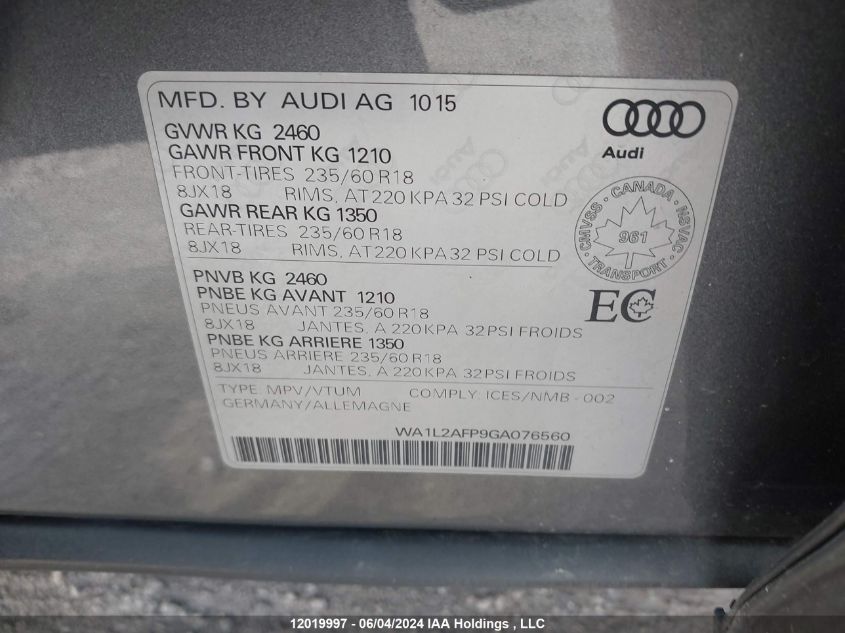 MFD. BY AUDI AG 1015
GVWR KG 2460
GAWR FRONT KG 1210
FRONT-TIRES 235/60 R18
8JX18 RIMS, AT 220 KPA 32 PSI COLD
GAWR REAR KG 1350
REAR-TIRES 235/60 R18
8JX18 RIMS, AT 220 KPA 32 PSI COLD
PNVB KG 2460
PNBE KG AVANT 1210
PNEUS AVANT 235/60 R18
8JX18 JANTES, A 220 KPA 32 PSI FROIDS
PNBE KG ARRIERE 1350
PNEUS ARRIERE 235/60 R18
8JX18 JANTES, A 220 KPA 32 PSI FROIDS
TYPE: MPV/VTUM COMPLY: ICES/NMB - 002
GERMANY/ALLEMAGNE
WA1L2AFP9GA076560
Audi
CMVSS - CANADA - NSVAC
961
TRANSPORT
EC
12019997 - 06/04/2024 IAA Holdings , LLC